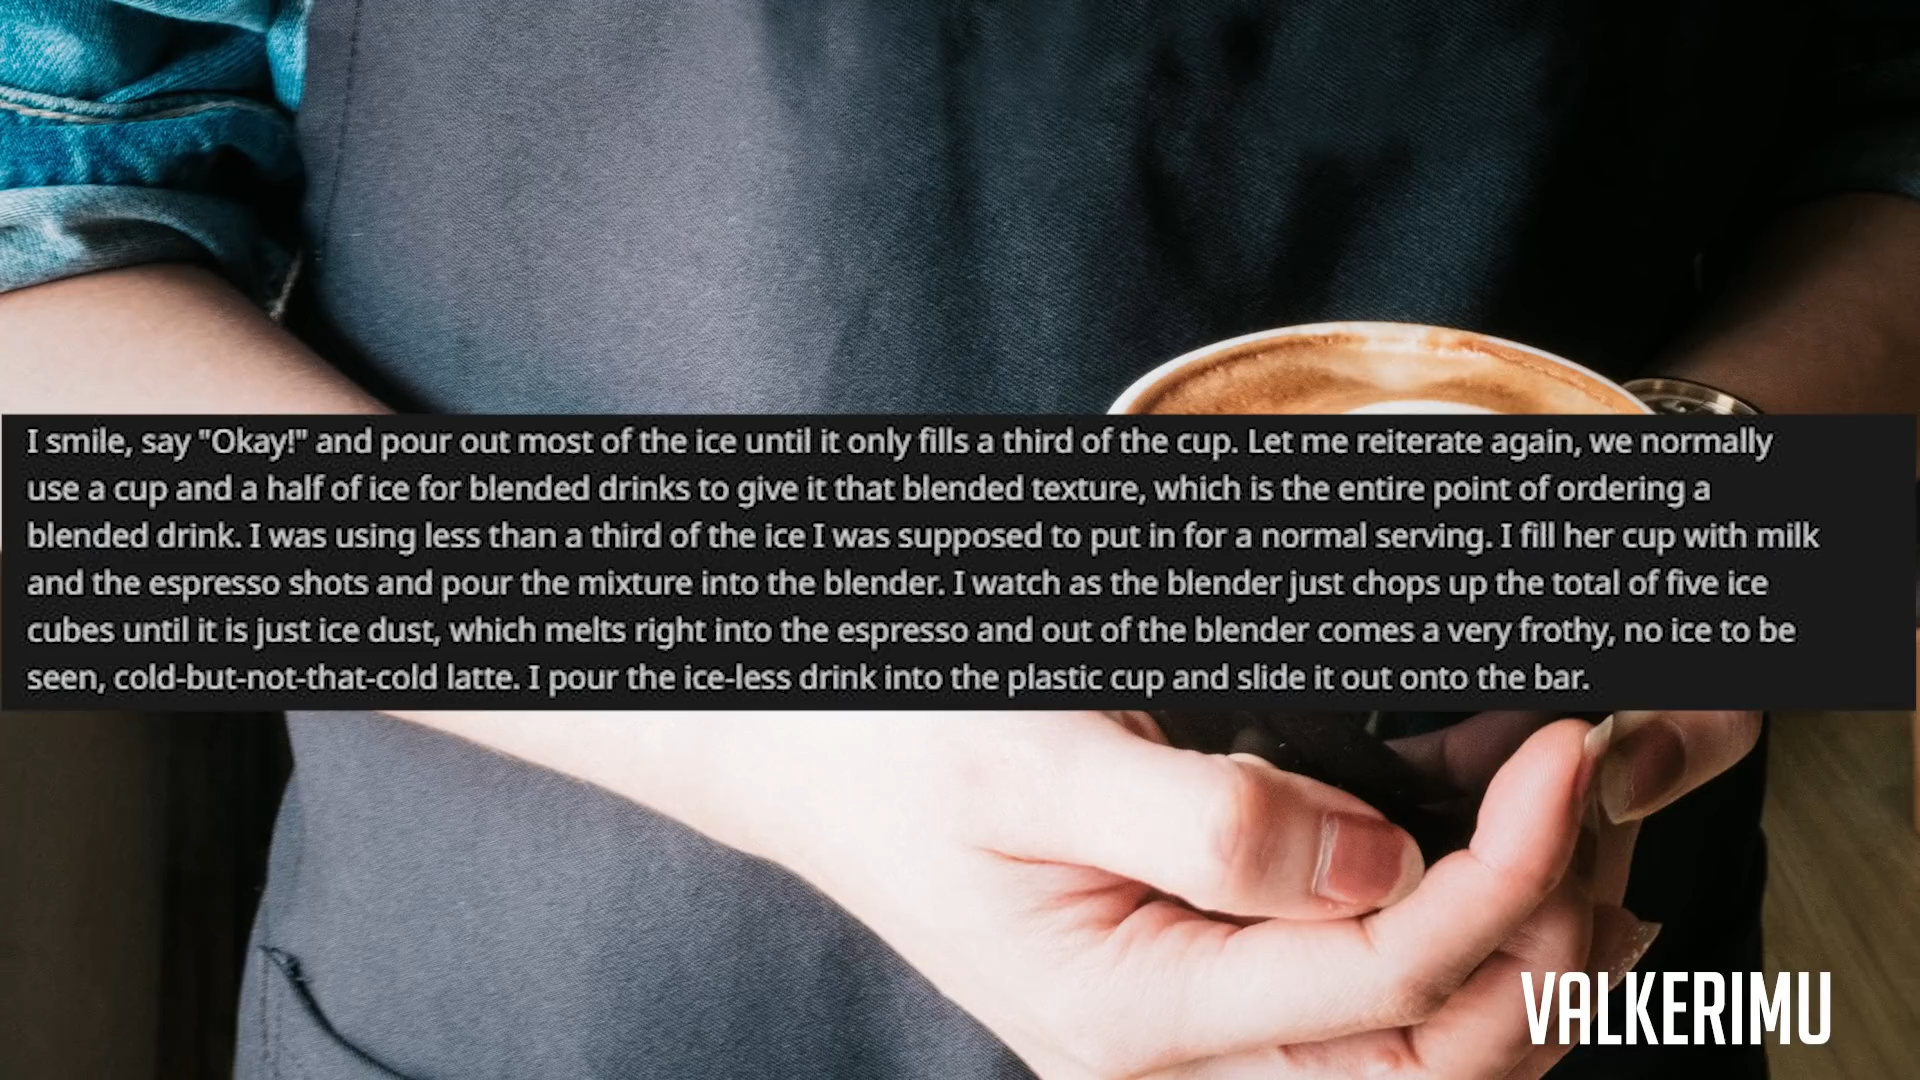 I smile, say "Okay!" and pour out most of the ice until it only fills a third of the cup. Let me reiterate again, we normally
use a cup and a half of ice for blended drinks to give it that blended texture, which is the entire point of ordering a
blended drink. I was using less than a third of the ice I was supposed to put in for a normal serving. I fill her cup with milk
and the espresso shots and pour the mixture into the blender. I watch as the blender just chops up the total of five ice
cubes until it is just ice dust, which melts right into the espresso and out of the blender comes a very frothy, no ice to be
seen, cold-but-not-that-cold latte. I pour the ice-less drink into the plastic cup and slide it out onto the bar.
VALKERIMU